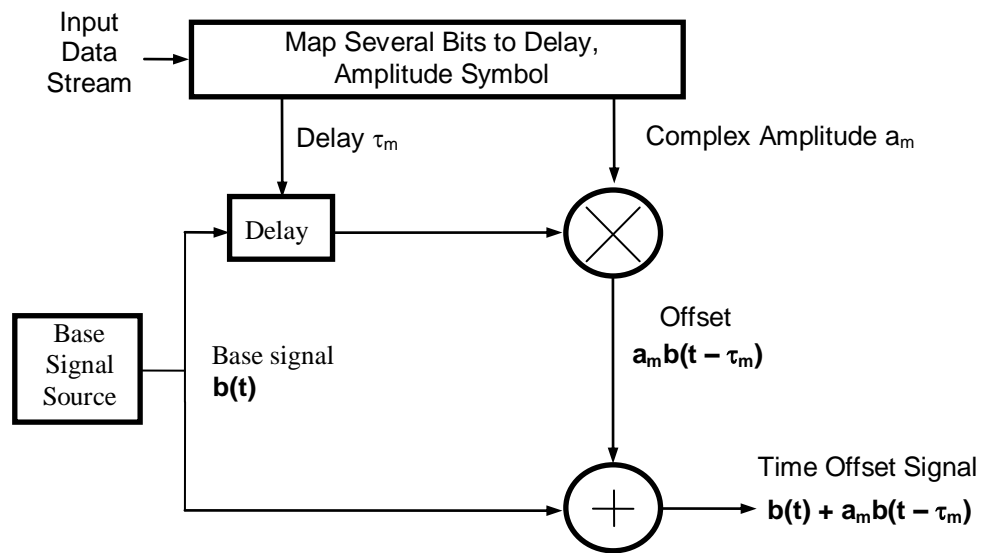 Input
Data
Stream
Map Several Bits to Delay,
Amplitude Symbol
Delay τm
Complex Amplitude am
Delay
Base
Signal
Source
Base signal
b(t)
Offset
amb(t – τm)
+
Time Offset Signal
b(t) + amb(t – τm)